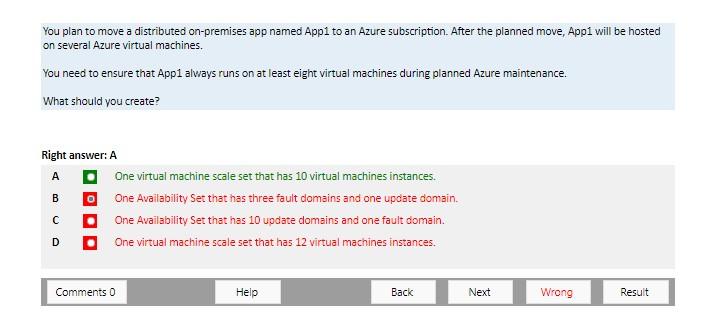 You plan to move a distributed on-premises app named App1 to an Azure subscription. After the planned move, App1 will be hosted
on several Azure virtual machines.
You need to ensure that App1 always runs on at least eight virtual machines during planned Azure maintenance.
What should you create?
Right answer: A
A One virtual machine scale set that has 10 virtual machines instances.
B One Availability Set that has three fault domains and one update domain.
C One Availability Set that has 10 update domains and one fault domain.
D One virtual machine scale set that has 12 virtual machines instances.
Comments 0 Help Back Next Wrong Result